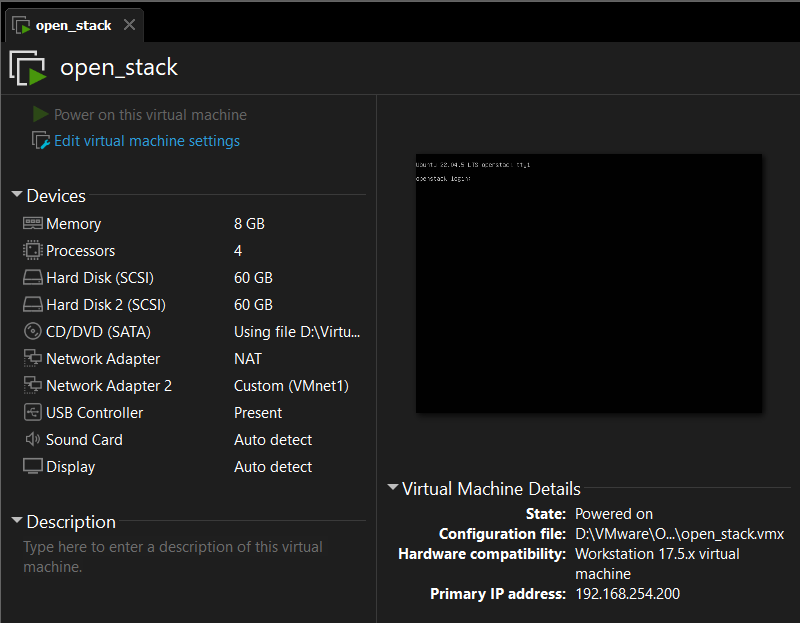 open_stack
open_stack
Power on this virtual machine
Edit virtual machine settings
Devices
Memory 8 GB
Processors 4
Hard Disk (SCSI) 60 GB
Hard Disk 2 (SCSI) 60 GB
CD/DVD (SATA) Using file D:\Virtu...
Network Adapter NAT
Network Adapter 2 Custom (VMnet1)
USB Controller Present
Sound Card Auto detect
Display Auto detect
Description
Type here to enter a description of this virtual
machine.
Ubuntu 22.04.5 LTS openstack tty1
openstack login:
Virtual Machine Details
State: Powered on
Configuration file: D:\VMware\O...\open_stack.vmx
Hardware compatibility: Workstation 17.5.x virtual
machine
Primary IP address: 192.168.254.200